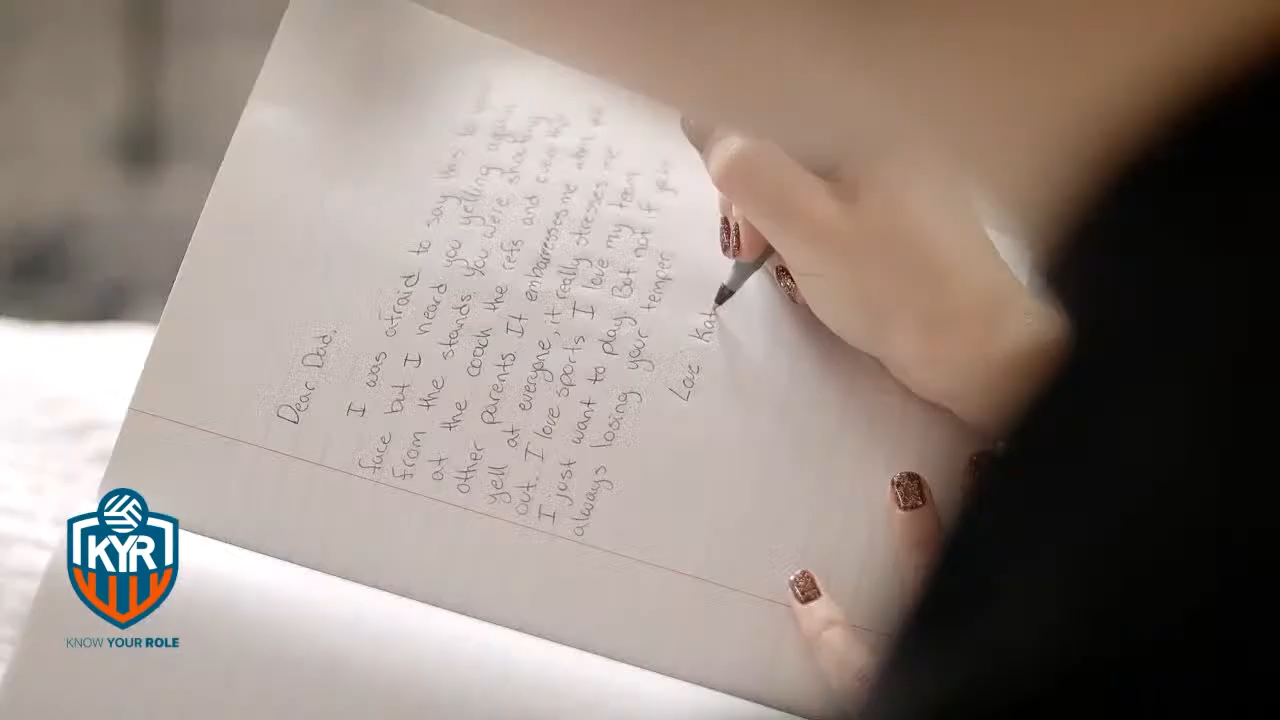 Dear Dad,
I was afraid to say this to your
face but I heard you yelling again
from the stands. You were shouting
at the coach the refs and even the
other parents. It embarresses me when you
yell at everyone, it really stresses me
out. I love sports I love my team
I just want to play. But not if your
always losing your temper
Love Kat
KYR
KNOW YOUR ROLE